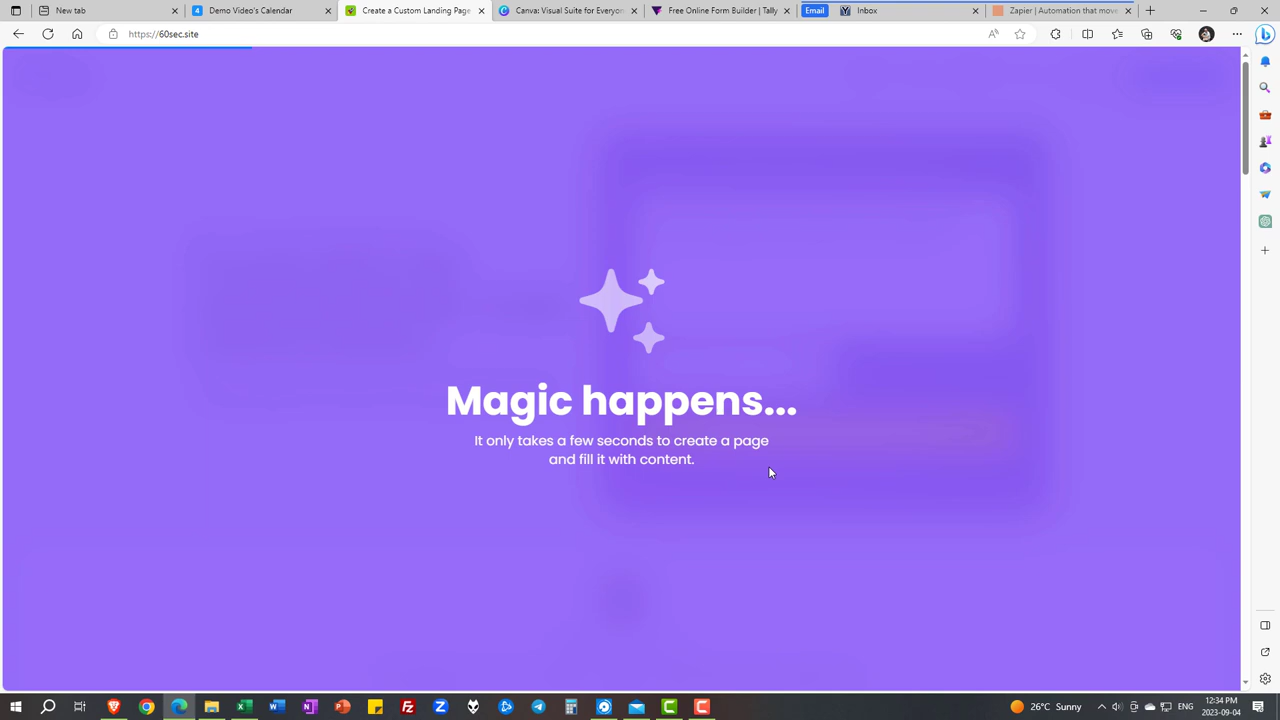 New tab
4 Demo Video's Calendar
Create a Custom Landing Page
Canva: Visual Suite for Everyon
Free Online Form Builder | Tally
Email
Inbox
Zapier | Automation that move
https://60sec.site
Magic happens...
It only takes a few seconds to create a page
and fill it with content.
26°C Sunny
ENG
12:34 PM
2023-09-04